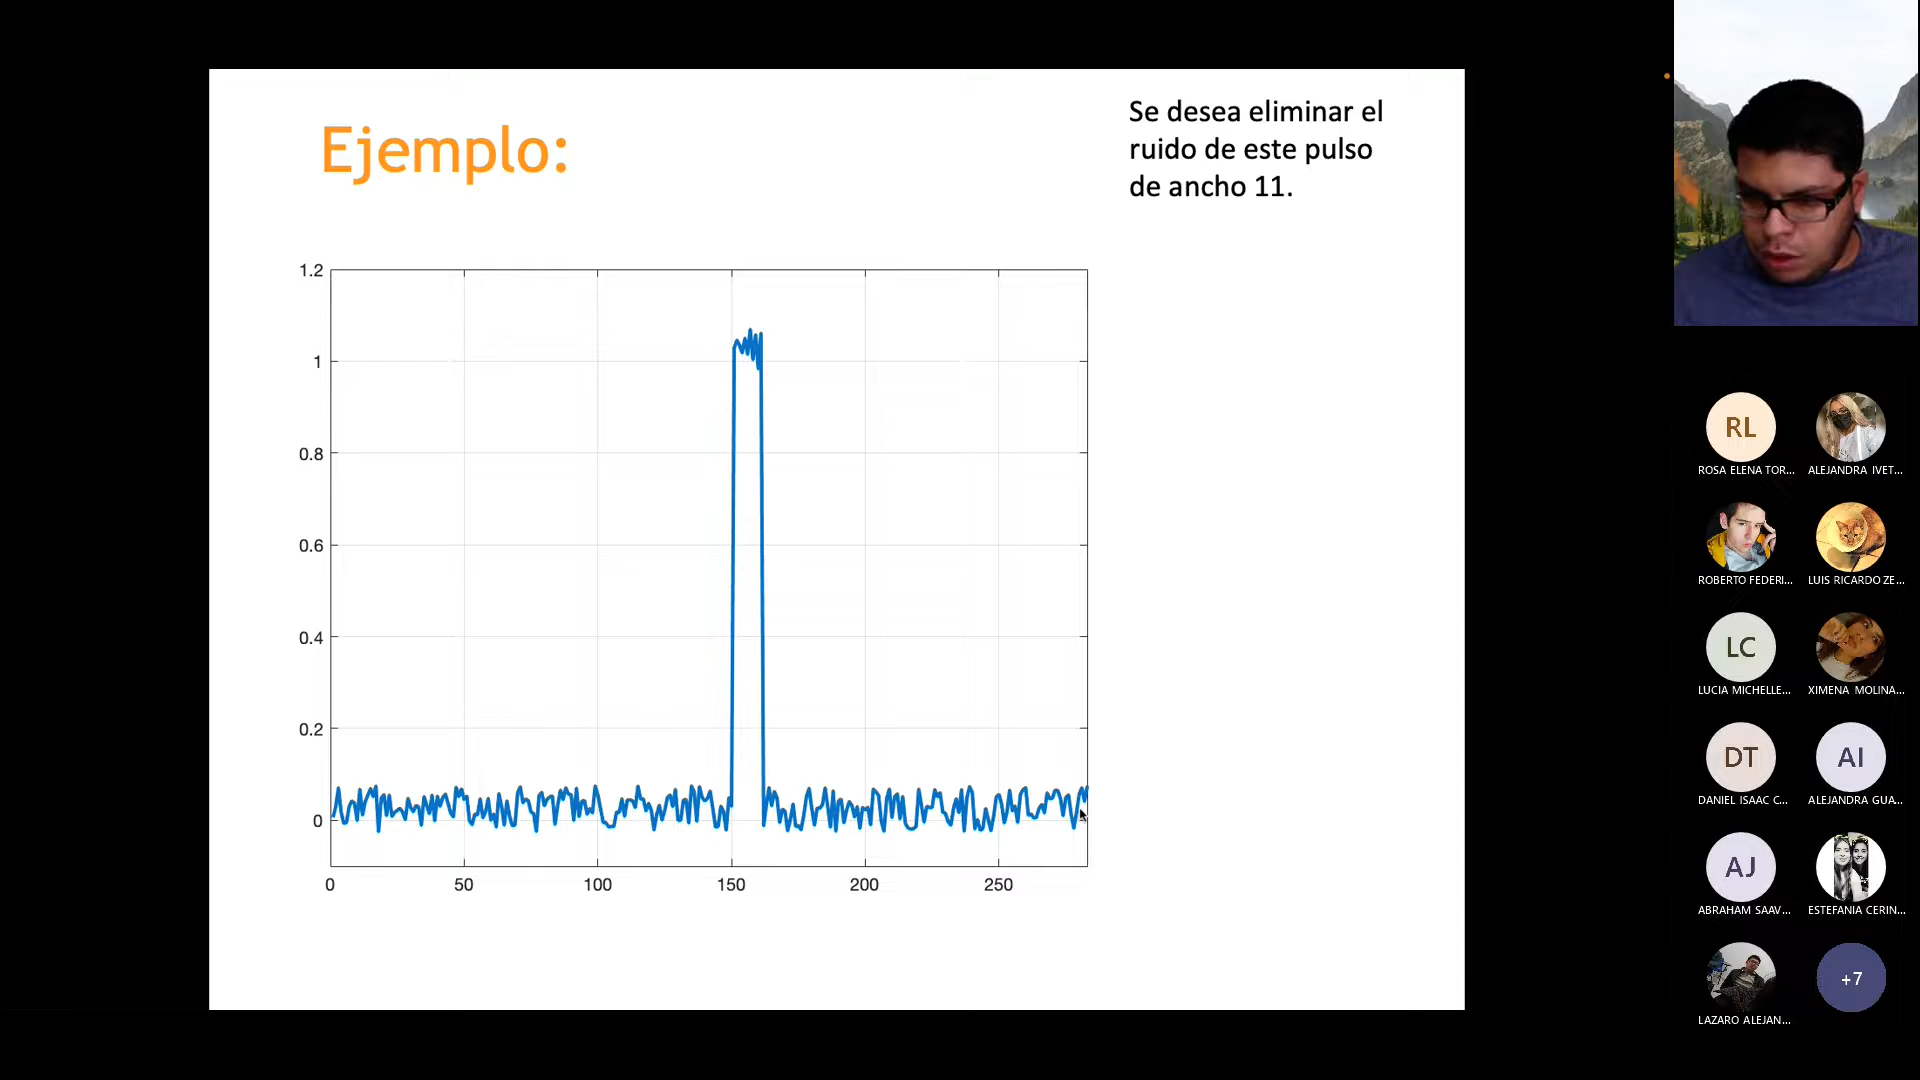 Ejemplo:
Se desea eliminar el
ruido de este pulso
de ancho 11.
1.2
1
0.8
0.6
0.4
0.2
0
0 50 100 150 200 250
RL
ROSA ELENA TOR...
ALEJANDRA IVET...
ROBERTO FEDERI...
LUIS RICARDO ZE...
LC
LUCIA MICHELLE...
XIMENA MOLINA...
DT
DANIEL ISAAC C...
AI
ALEJANDRA GUA...
AJ
ABRAHAM SAAV...
ESTEFANIA CERIN...
LAZARO ALEJAN...
+7